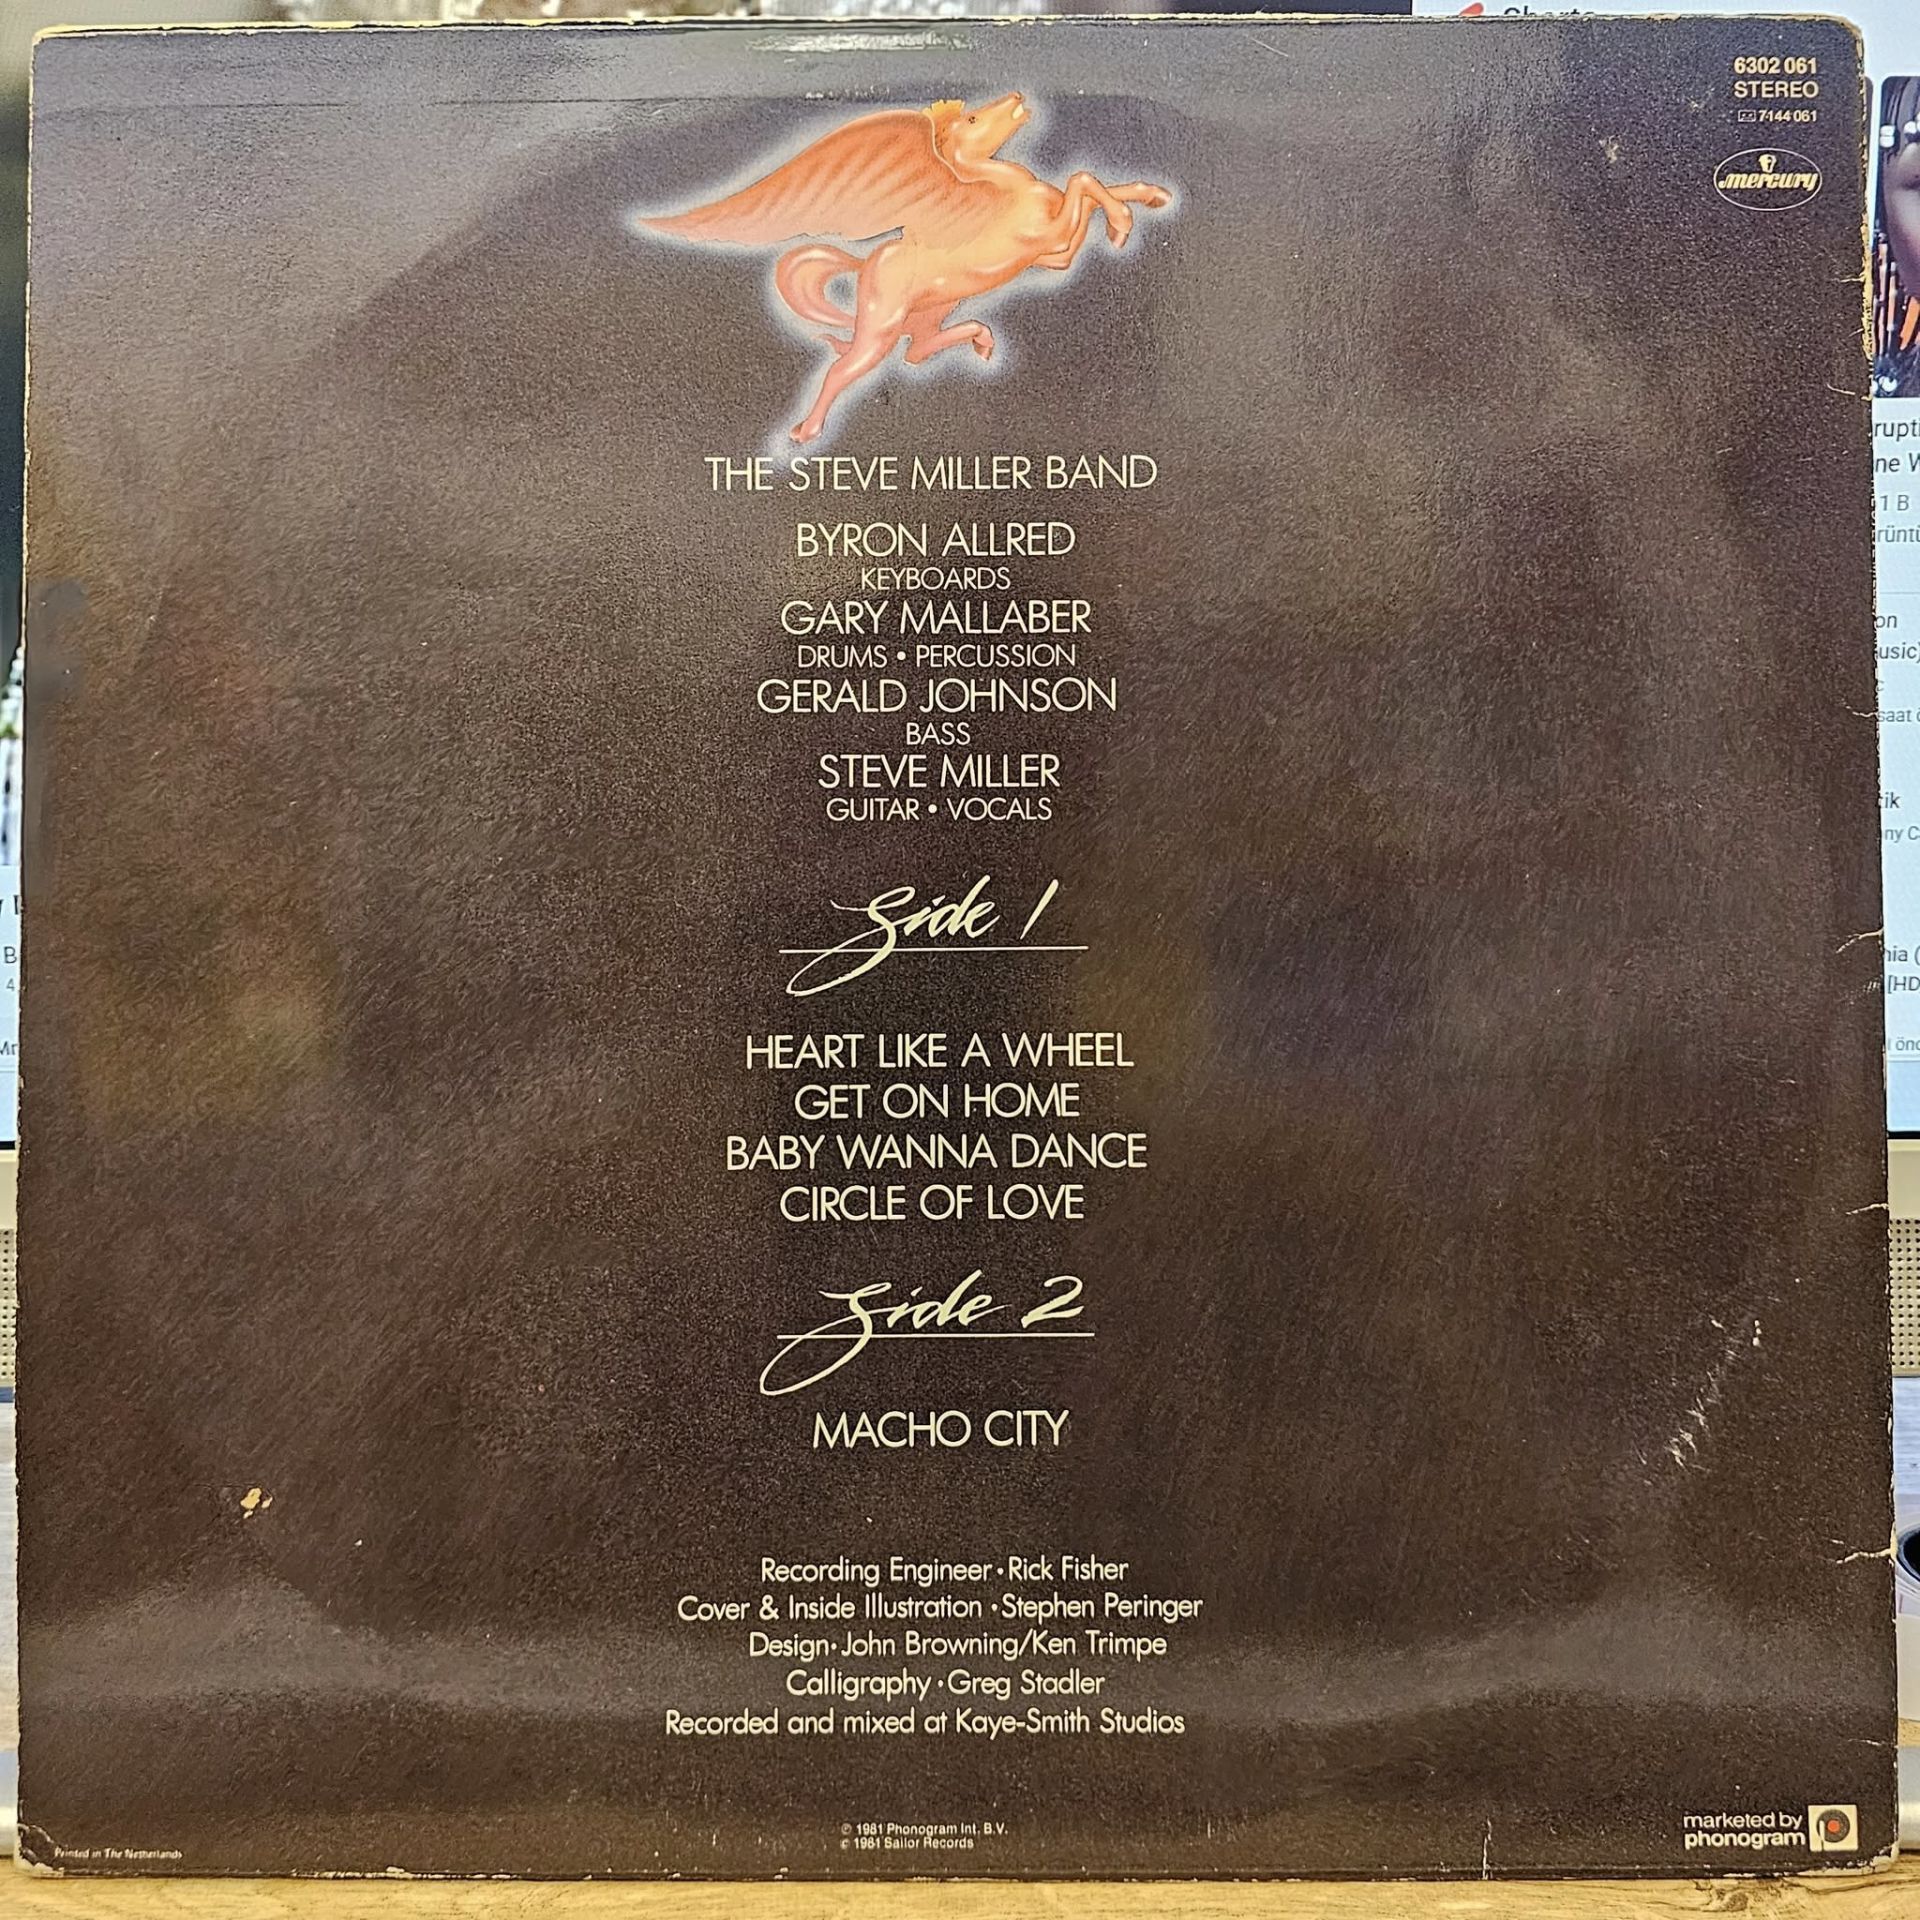 6302 061
STEREO
7144 061
mercury
THE STEVE MILLER BAND
BYRON ALLRED
KEYBOARDS
GARY MALLABER
DRUMS • PERCUSSION
GERALD JOHNSON
BASS
STEVE MILLER
GUITAR • VOCALS
Side 1
HEART LIKE A WHEEL
GET ON HOME
BABY WANNA DANCE
CIRCLE OF LOVE
Side 2
MACHO CITY
Recording Engineer • Rick Fisher
Cover & Inside Illustration • Stephen Peringer
Design • John Browning/Ken Trimpe
Calligraphy • Greg Stadler
Recorded and mixed at Kaye-Smith Studios
℗ 1981 Phonogram Int. B.V.
© 1981 Sailor Records
Printed in The Netherlands
marketed by
phonogram